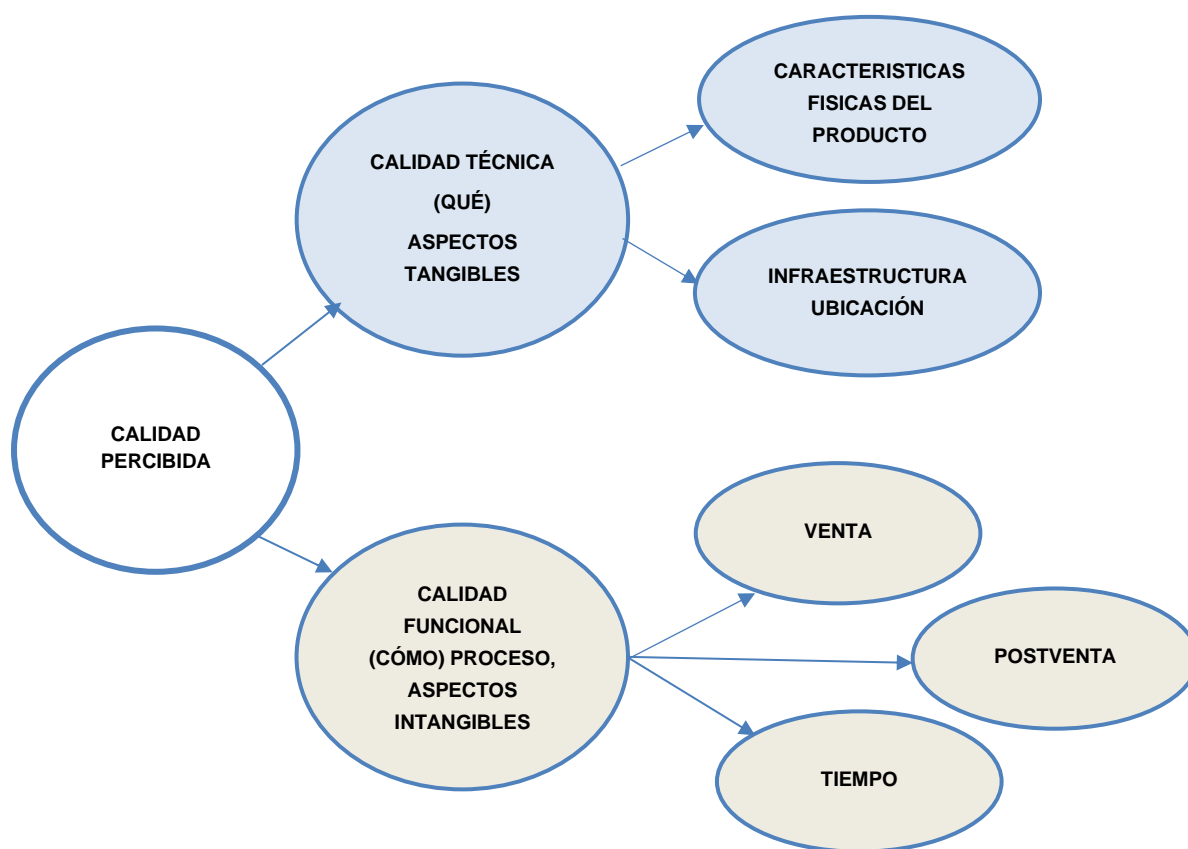 CARACTERISTICAS
FISICAS DEL
PRODUCTO
CALIDAD TÉCNICA
(QUÉ)
ASPECTOS
TANGIBLES
INFRAESTRUCTURA
UBICACIÓN
CALIDAD
PERCIBIDA
VENTA
CALIDAD
FUNCIONAL
(CÓMO) PROCESO,
ASPECTOS
INTANGIBLES
POSTVENTA
TIEMPO